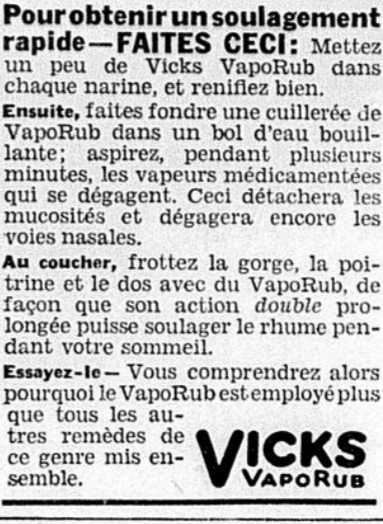 Pour obtenir un soulagement
rapide—FAITES CECI: Mettez
un peu de Vicks VapoRub dans
chaque narine, et reniflez bien.
Ensuite, faites fondre une cuillerée de
VapoRub dans un bol d'eau bouil-
lante; aspirez, pendant plusieurs
minutes, les vapeurs médicamentées
qui se dégagent. Ceci détachera les
mucosités et dégagera encore les
voies nasales.
Au coucher, frottez la gorge, la poi-
trine et le dos avec du VapoRub, de
façon que son action double pro-
longée puisse soulager le rhume pen-
dant votre sommeil.
Essayez-le— Vous comprendrez alors
pourquoi le VapoRub est employé plus
que tous les au-
tres remèdes de
ce genre mis en-
semble.
VICKS
VAPORUB